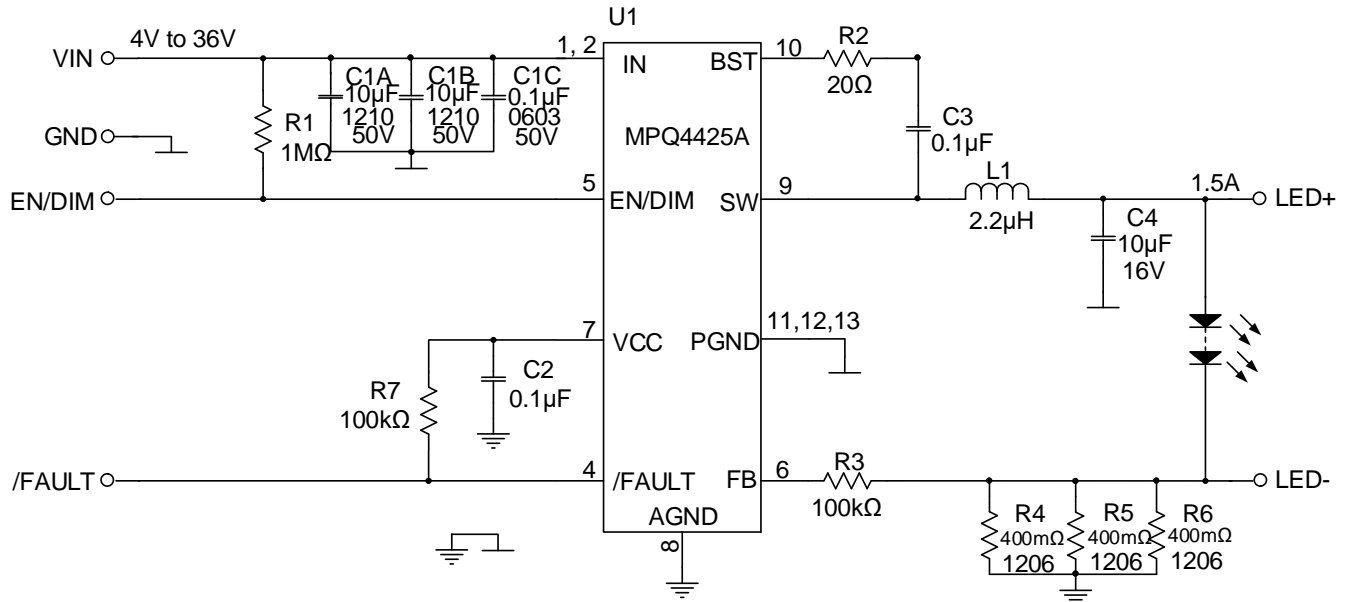 U1
4V to 36V
VIN
1, 2
IN
BST
10
R2
20Ω
C1A
10µF
1210
50V
C1B
10µF
1210
50V
C1C
0.1µF
0603
50V
R1
1MΩ
GND
MPQ4425A
C3
0.1µF
EN/DIM
5
EN/DIM
SW
9
L1
2.2µH
1.5A
LED+
C4
10µF
16V
7
VCC
PGND
11,12,13
C2
0.1µF
R7
100kΩ
/FAULT
4
/FAULT
FB
6
R3
100kΩ
LED-
AGND
8
R4
400mΩ
1206
R5
400mΩ
1206
R6
400mΩ
1206